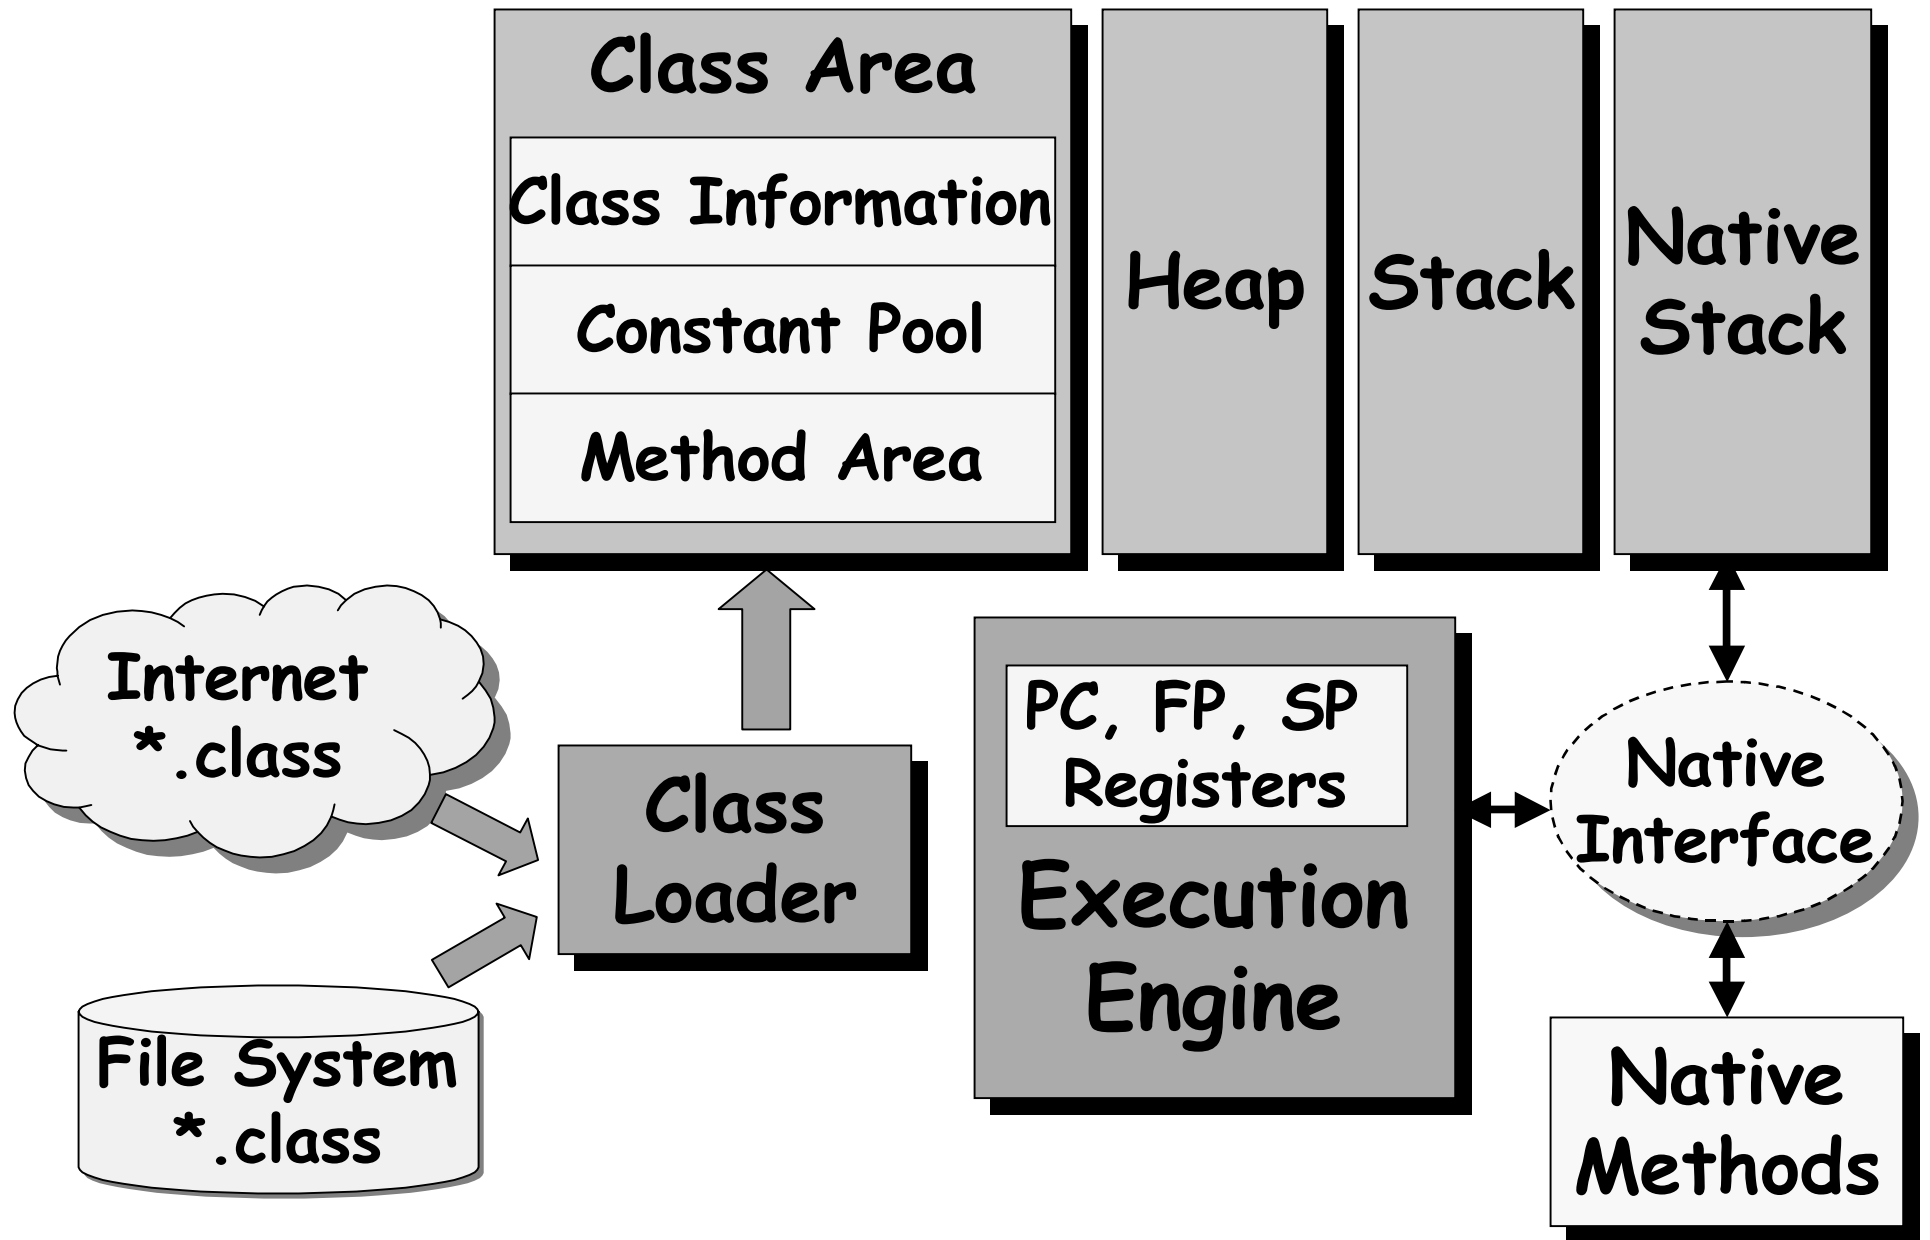 Class Area
Class Information
Constant Pool
Method Area
Heap
Stack
Native
Stack
Internet
*.class
File System
*.class
Class
Loader
PC, FP, SP
Registers
Execution
Engine
Native
Interface
Native
Methods